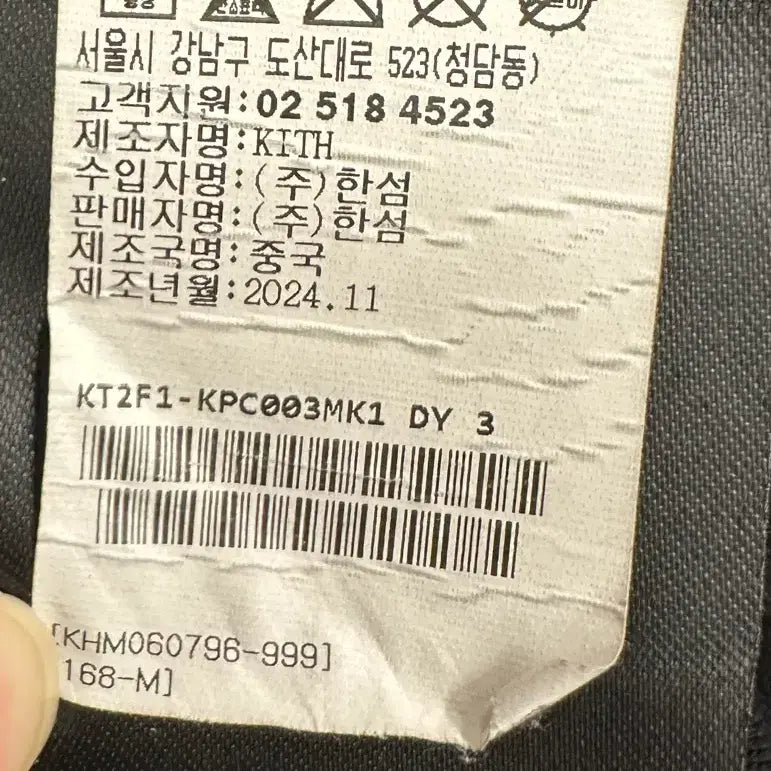 서울시 강남구 도산대로 523(청담동)
고객지원:02 518 4523
제조자명:KITH
수입자명:(주)한섬
판매자명:(주)한섬
제조국명:중국
제조년월:2024.11
KT2F1-KPC003MK1 DY 3
[KHM060796-999]
168-M]